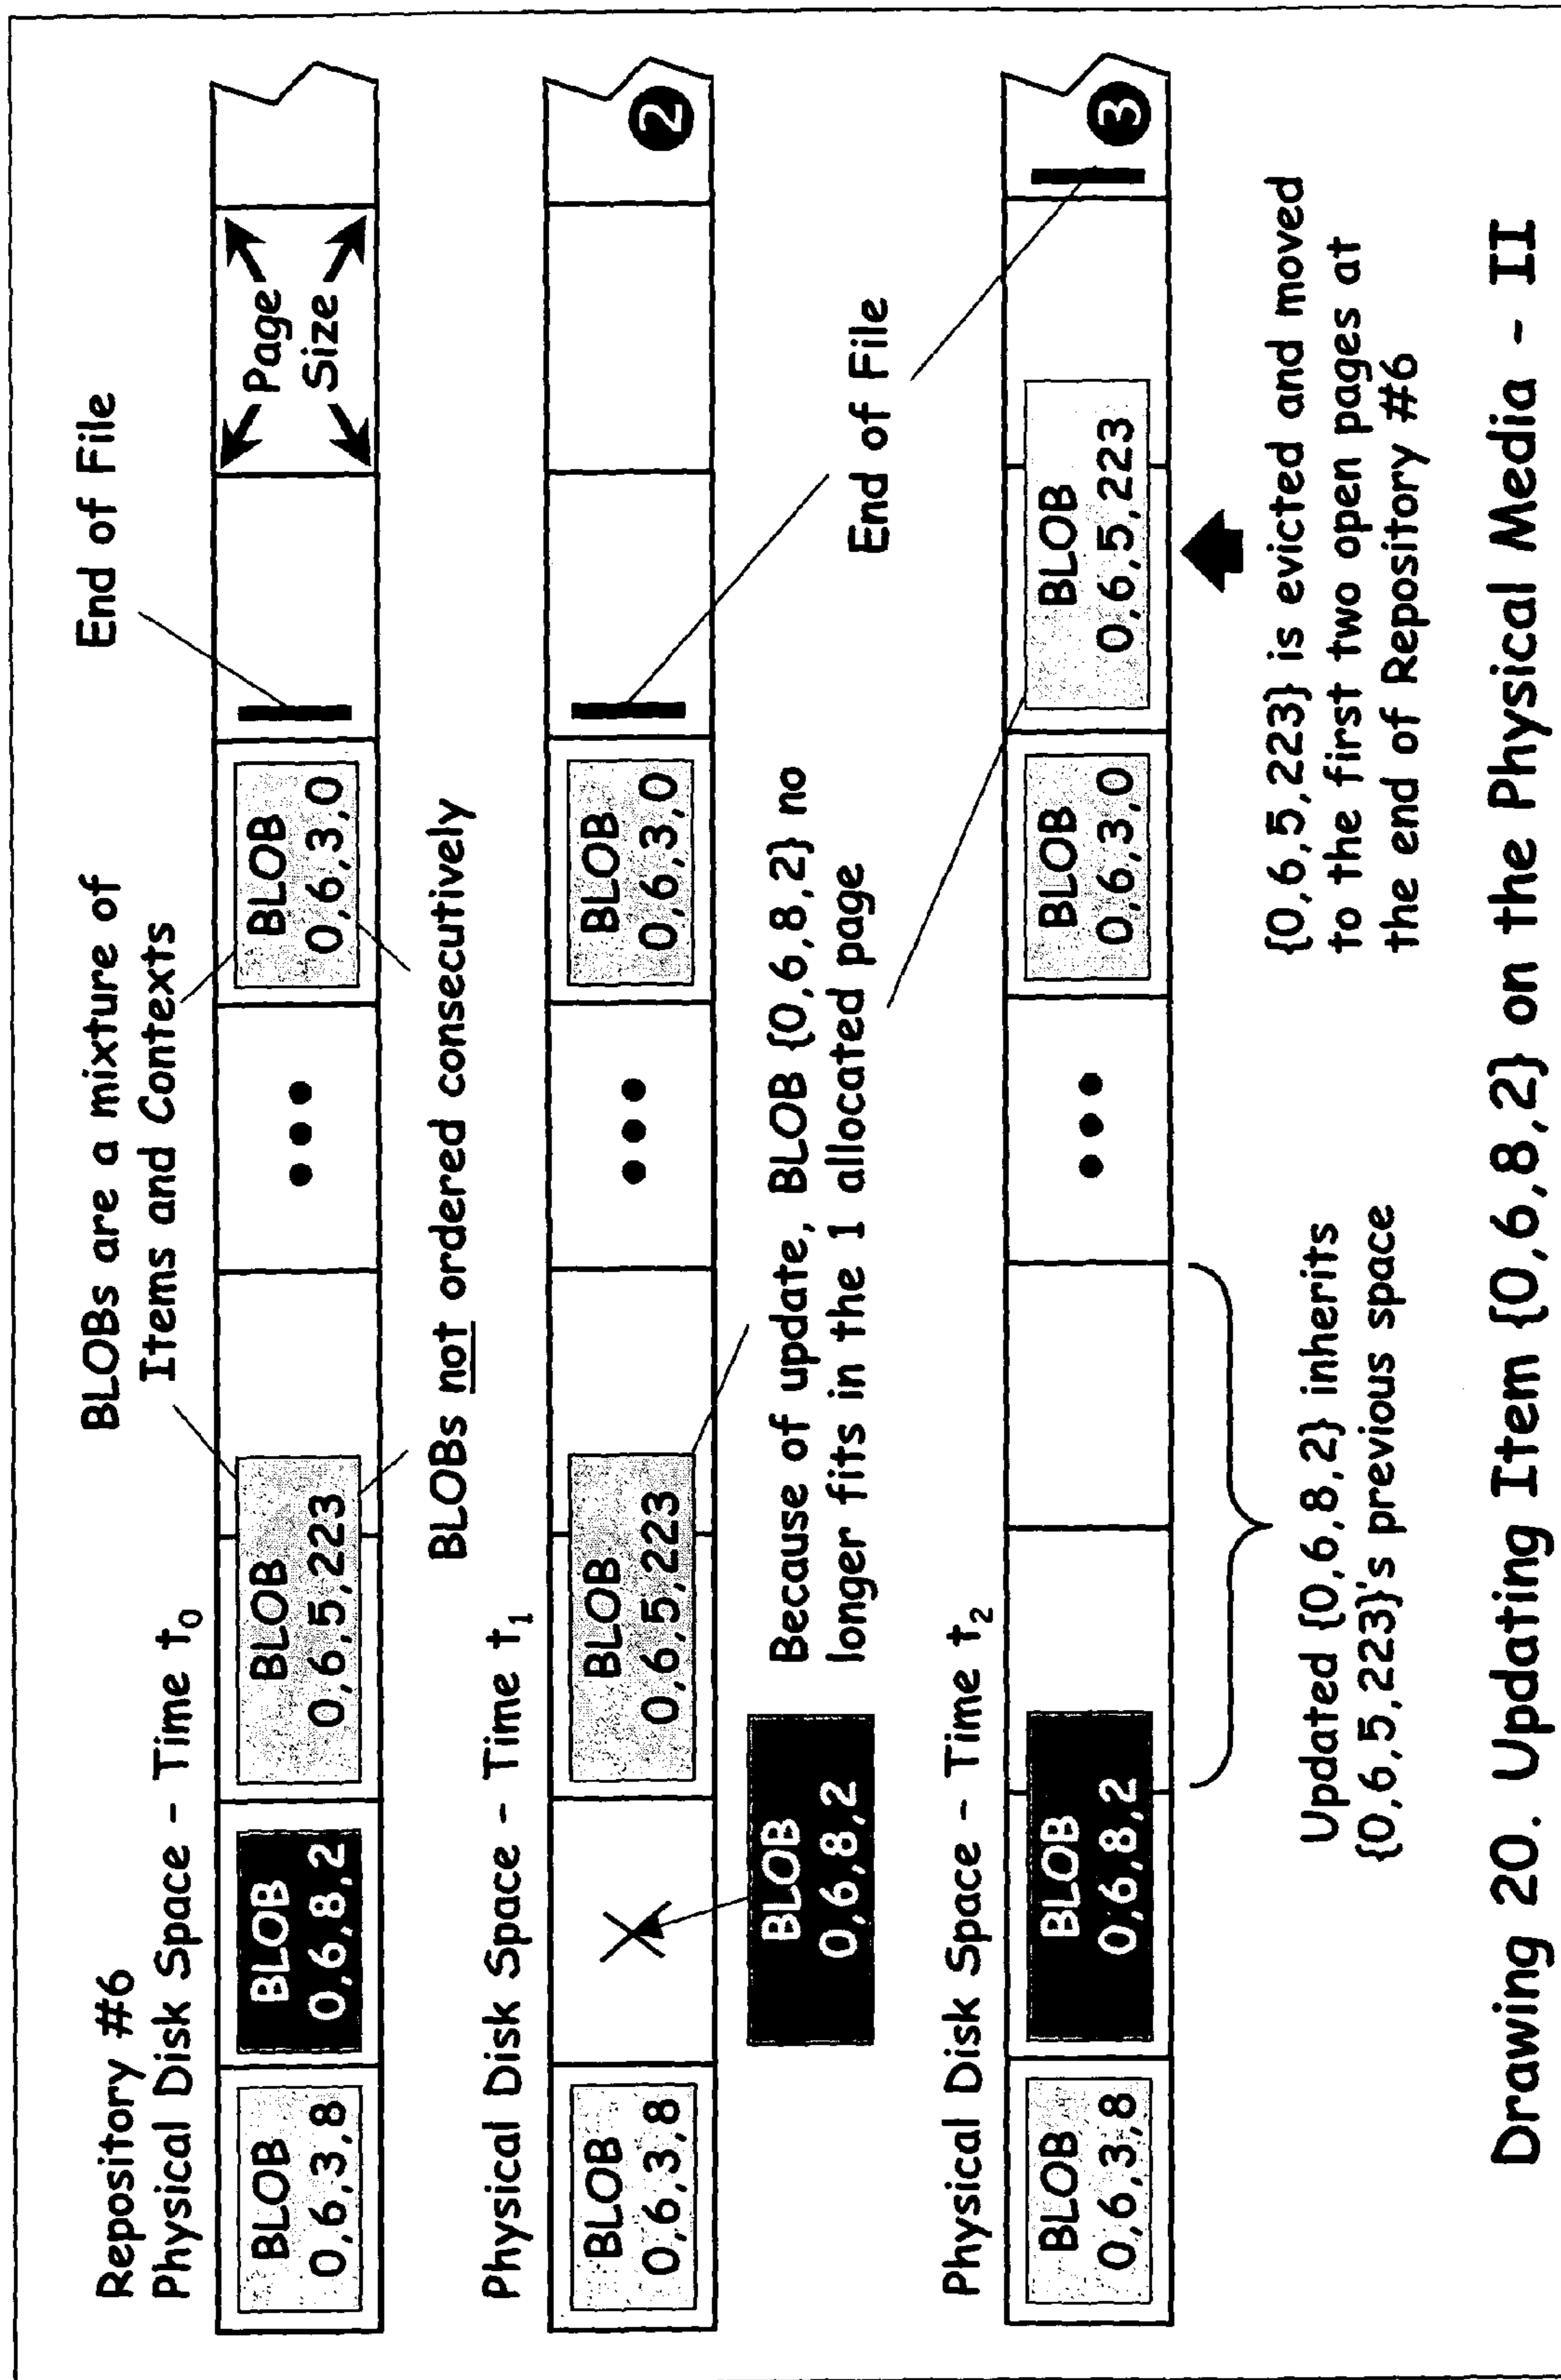 Repository #6
Physical Disk Space - Time t0
BLOBs are a mixture of
Items and Contexts
End of File
BLOB
0,6,3,8
BLOB
0,6,8,2
BLOB
0,6,5,223
BLOB
0,6,3,0
Page
Size
BLOBs not ordered consecutively
Physical Disk Space - Time t1
BLOB
0,6,3,8
BLOB
0,6,5,223
BLOB
0,6,3,0
2
BLOB
0,6,8,2
Because of update, BLOB {0,6,8,2} no
longer fits in the 1 allocated page
End of File
Physical Disk Space - Time t2
BLOB
0,6,3,8
BLOB
0,6,8,2
BLOB
0,6,3,0
BLOB
0,6,5,223
3
Updated {0,6,8,2} inherits
{0,6,5,223}'s previous space
{0,6,5,223} is evicted and moved
to the first two open pages at
the end of Repository #6
Drawing 20. Updating Item {0,6,8,2} on the Physical Media - II